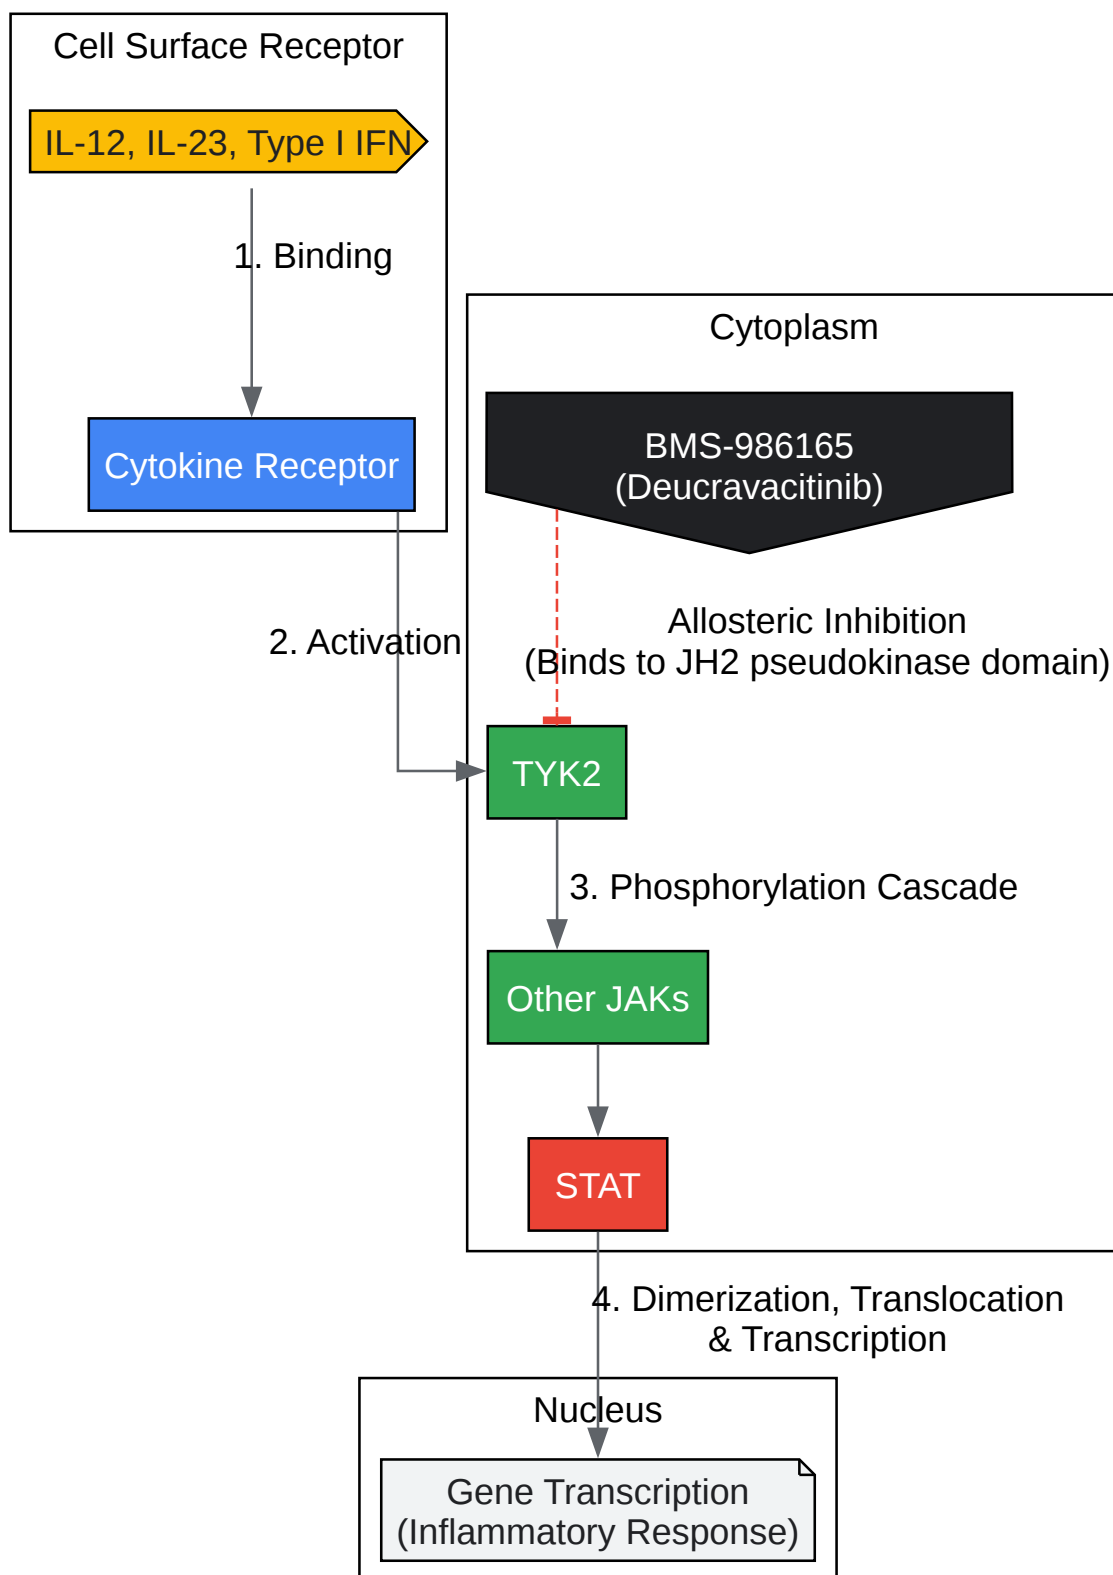 Cell Surface Receptor
IL-12, IL-23, Type I IFN
1. Binding
Cytokine Receptor
Cytoplasm
BMS-986165
(Deucravacitinib)
2. Activation
Allosteric Inhibition
(Binds to JH2 pseudokinase domain)
TYK2
3. Phosphorylation Cascade
Other JAKs
STAT
4. Dimerization, Translocation
& Transcription
Nucleus
Gene Transcription
(Inflammatory Response)